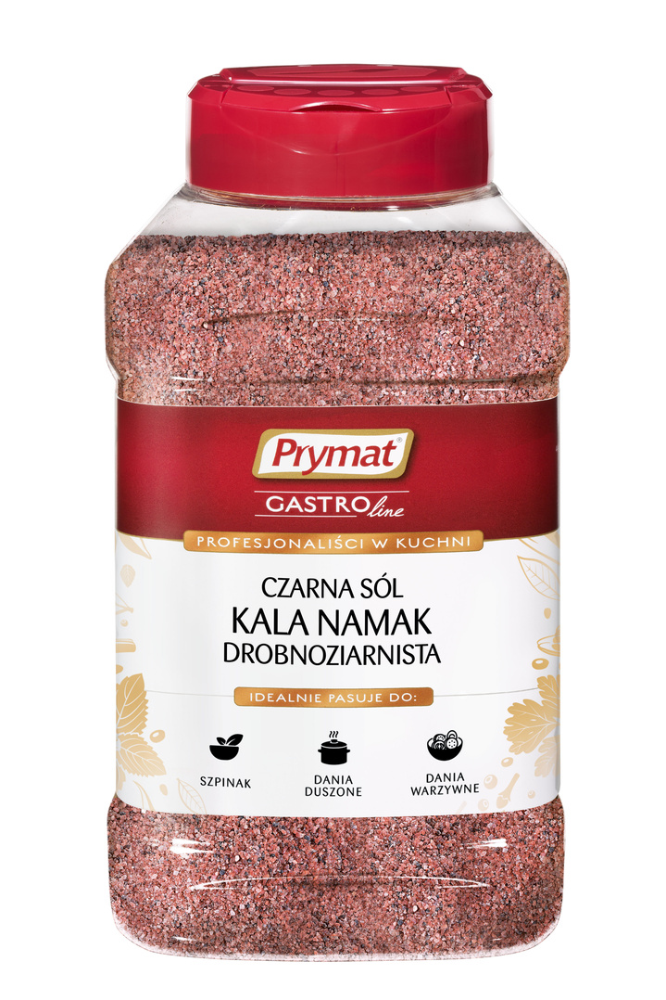 Prymat®
GASTROline
PROFESJONALIŚCI W KUCHNI
CZARNA SÓL
KALA NAMAK
DROBNOZIARNISTA
IDEALNIE PASUJE DO:
SZPINAK
DANIA
DUSZONE
DANIA
WARZYWNE